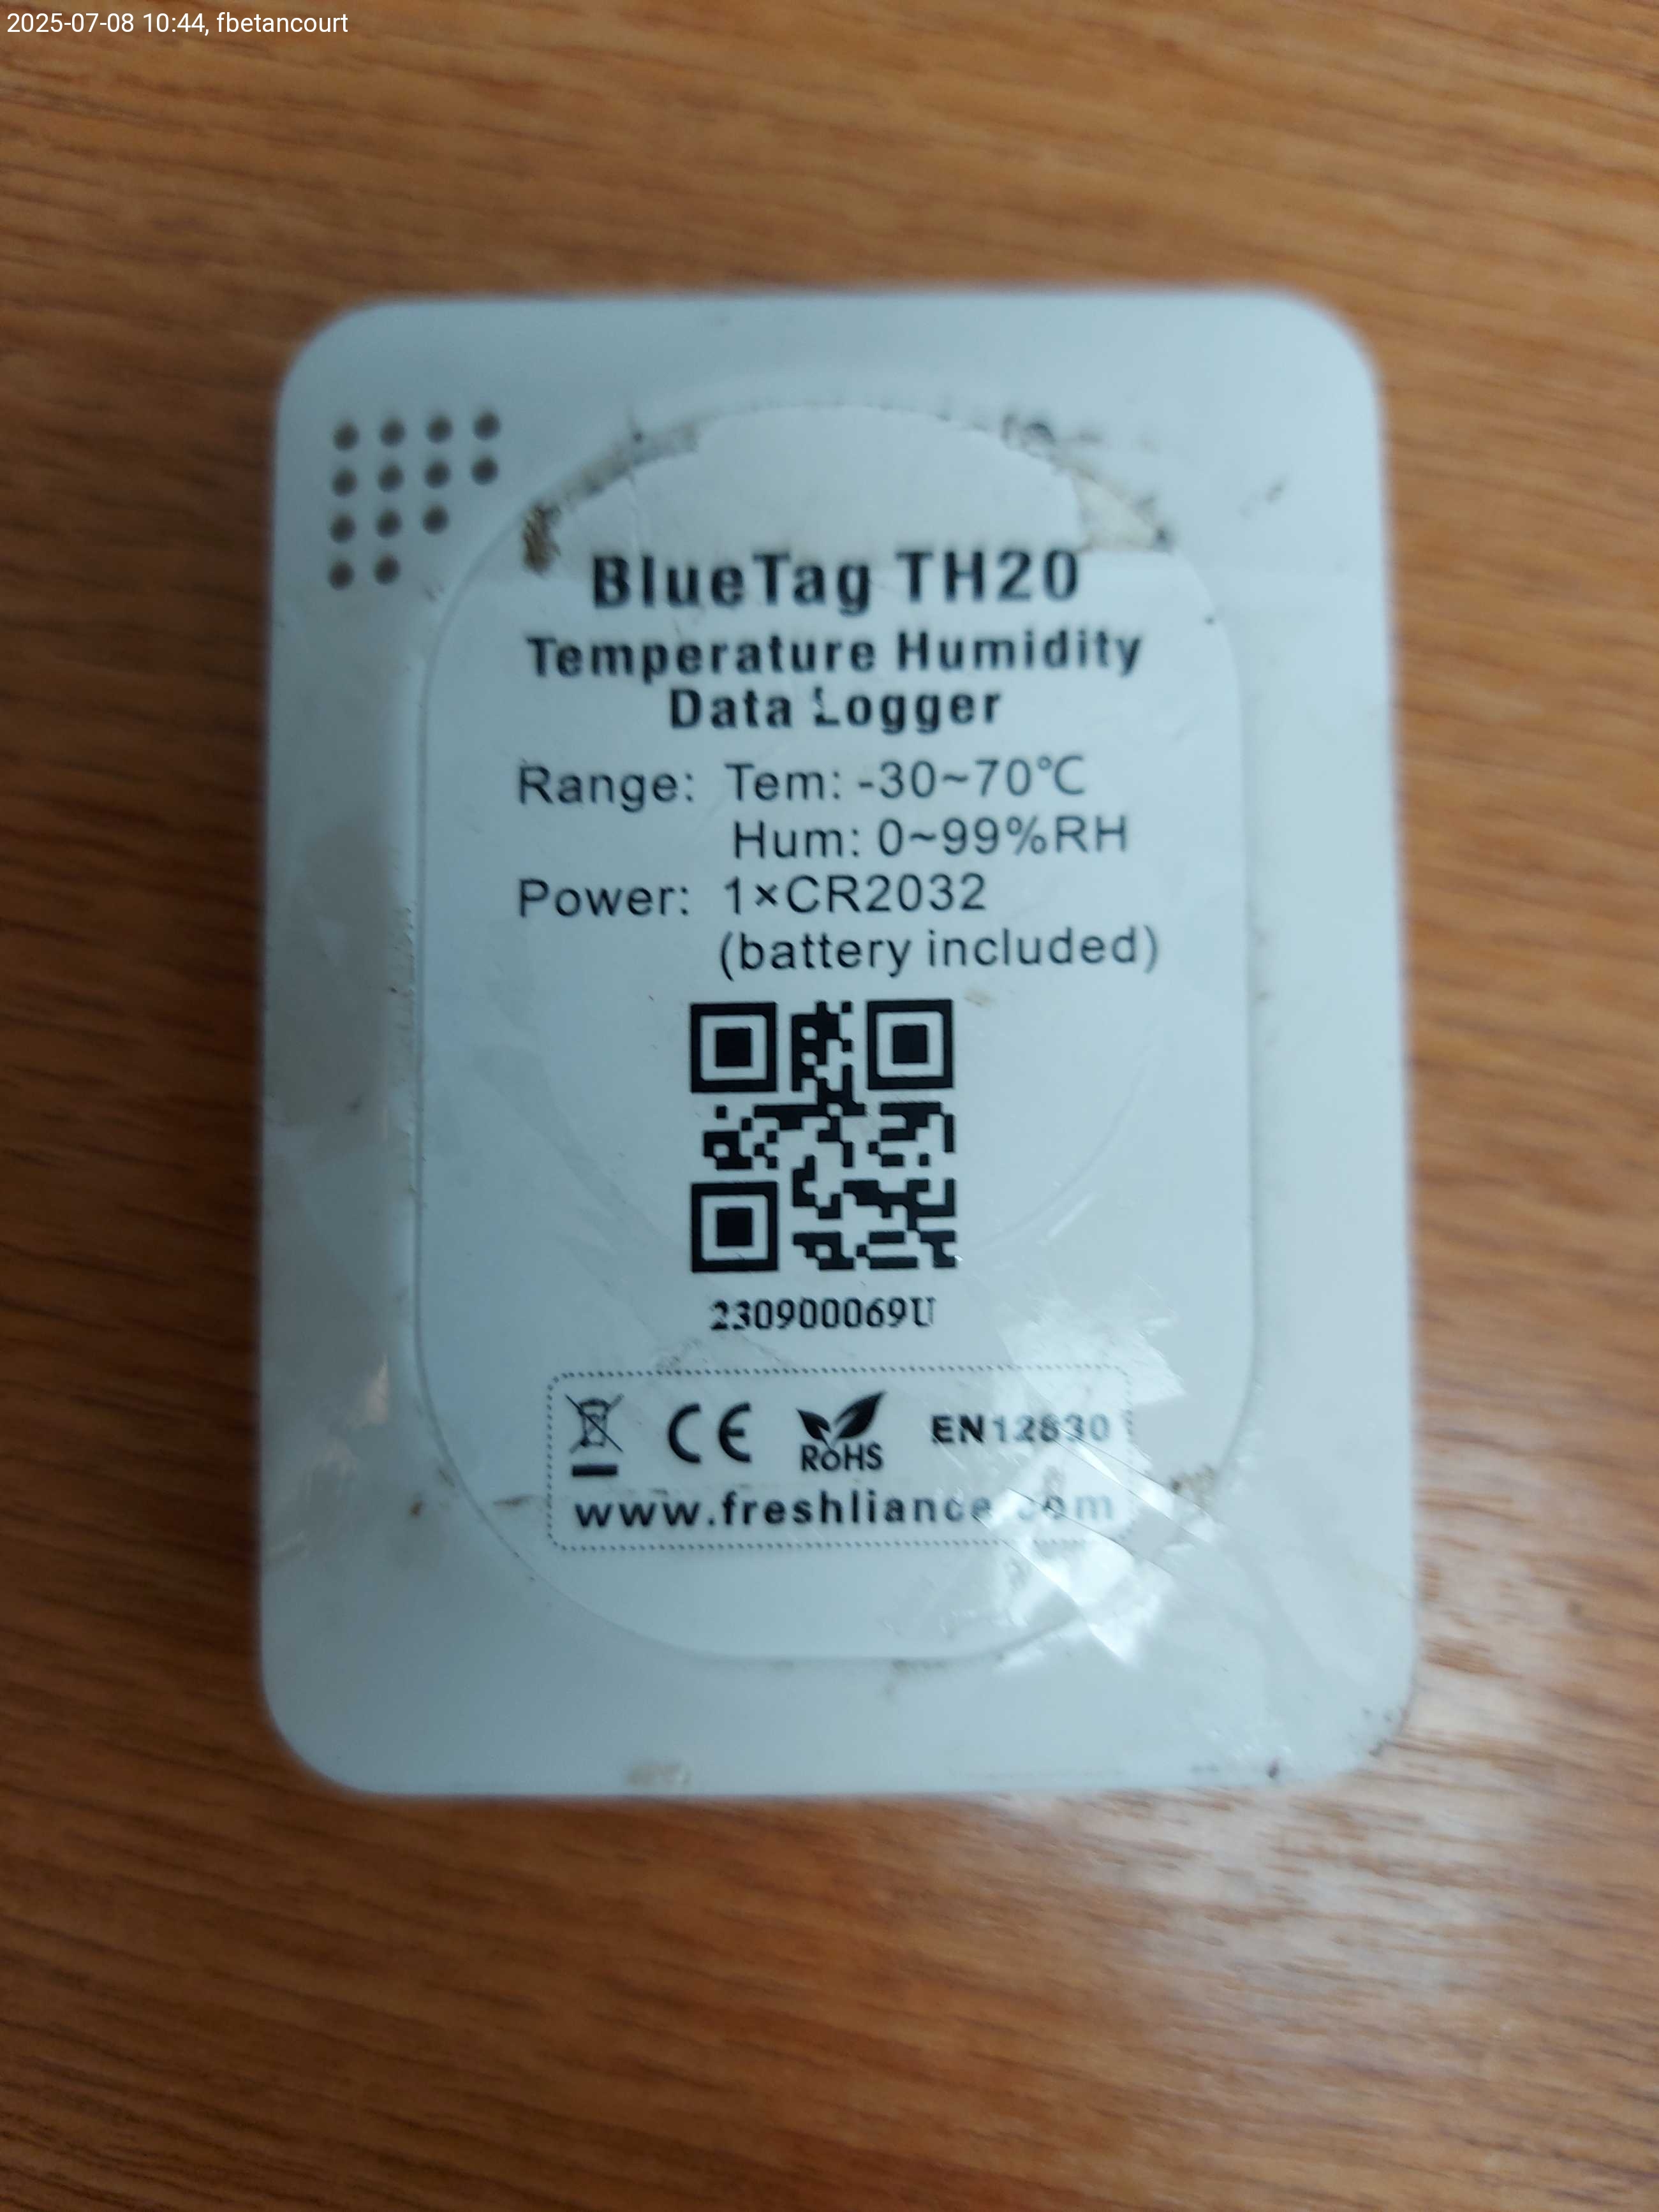 2025-07-08 10:44, fbetancourt
BlueTag TH20
Temperature Humidity
Data Logger
Range: Tem: -30~70℃
Hum: 0~99%RH
Power: 1×CR2032
(battery included)
230900069U
CE RoHS EN12830
www.freshliance.com